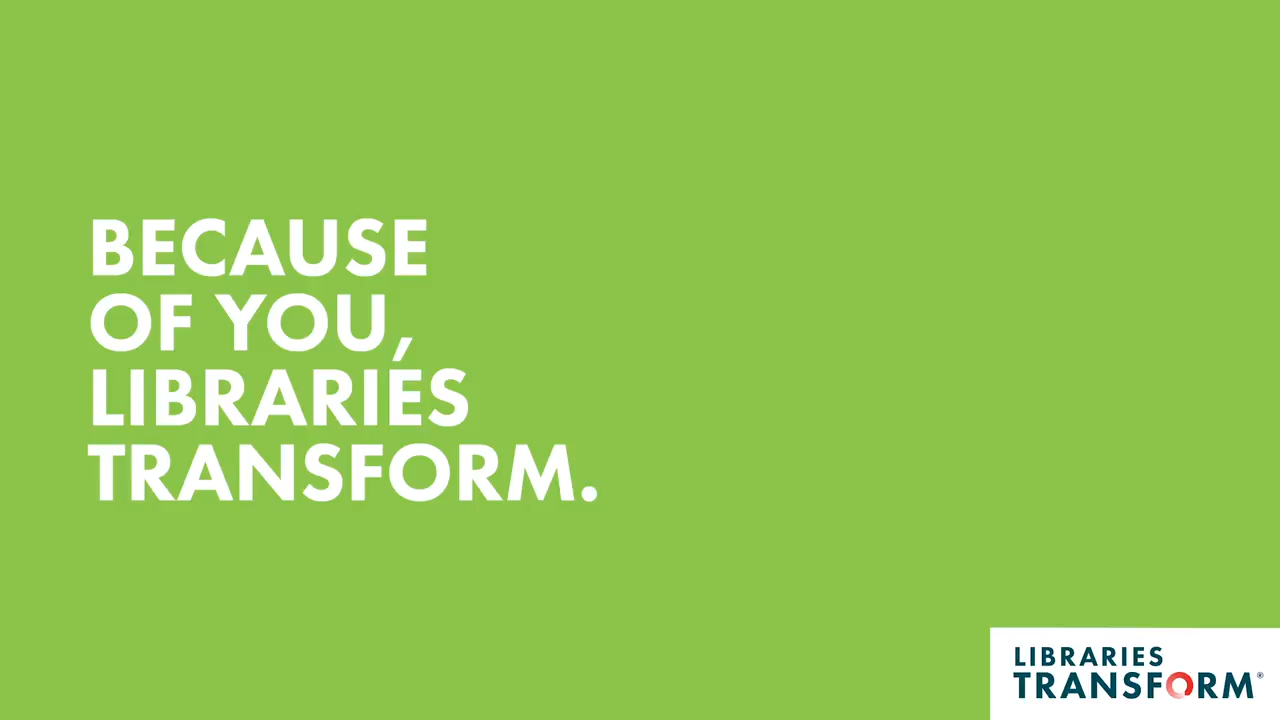 BECAUSE
OF YOU,
LIBRARIES
TRANSFORM.
LIBRARIES
TRANSFORM®